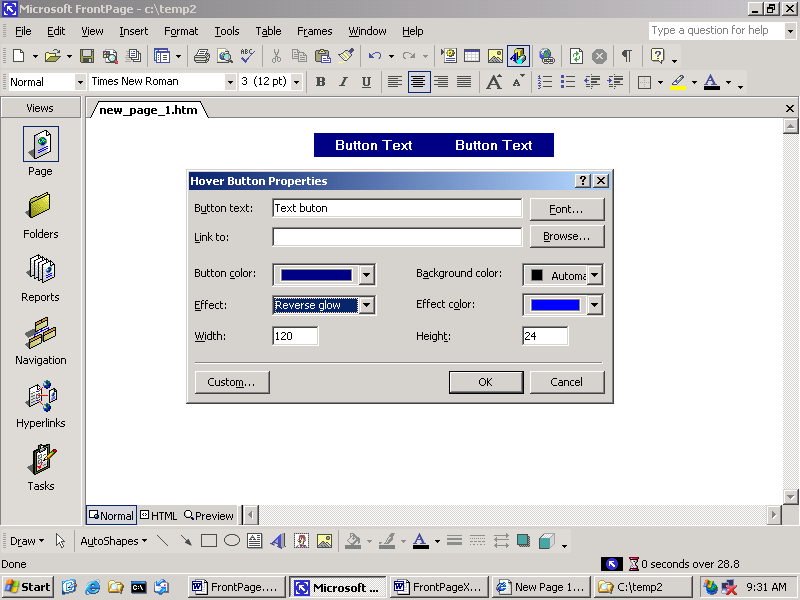 Microsoft FrontPage - c:\temp2
File Edit View Insert Format Tools Table Frames Window Help
Type a question for help
Normal Times New Roman 3 (12 pt) B I U
Views
new_page_1.htm
Button Text Button Text
Page
Folders
Reports
Navigation
Hyperlinks
Tasks
Hover Button Properties
Button text: Text buton Font...
Link to: Browse...
Button color: Background color: Automa
Effect: Reverse glow Effect color:
Width: 120 Height: 24
Custom... OK Cancel
Normal HTML Preview
Draw AutoShapes
Done 0 seconds over 28.8
Start FrontPage.... Microsoft ... FrontPageX... New Page 1... C:\temp2 9:31 AM